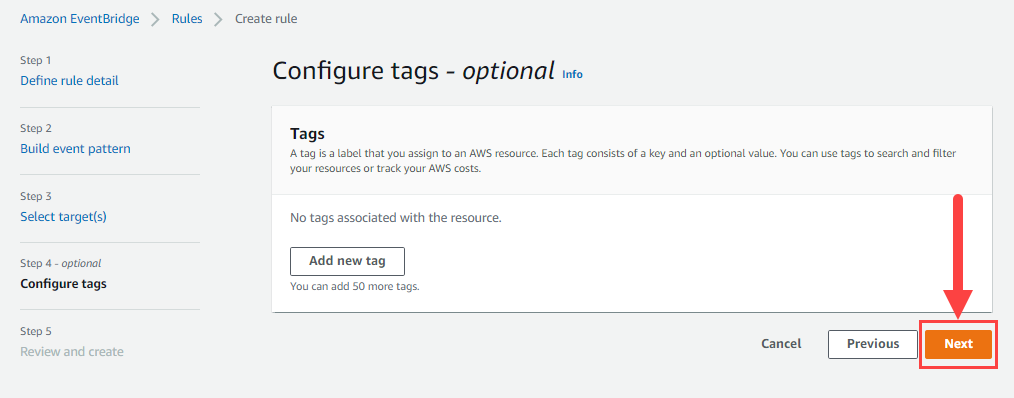 Amazon EventBridge > Rules > Create rule
Step 1
Define rule detail
Step 2
Build event pattern
Step 3
Select target(s)
Step 4 - optional
Configure tags
Step 5
Review and create
Configure tags - optional Info
Tags
A tag is a label that you assign to an AWS resource. Each tag consists of a key and an optional value. You can use tags to search and filter
your resources or track your AWS costs.
No tags associated with the resource.
Add new tag
You can add 50 more tags.
Cancel Previous Next